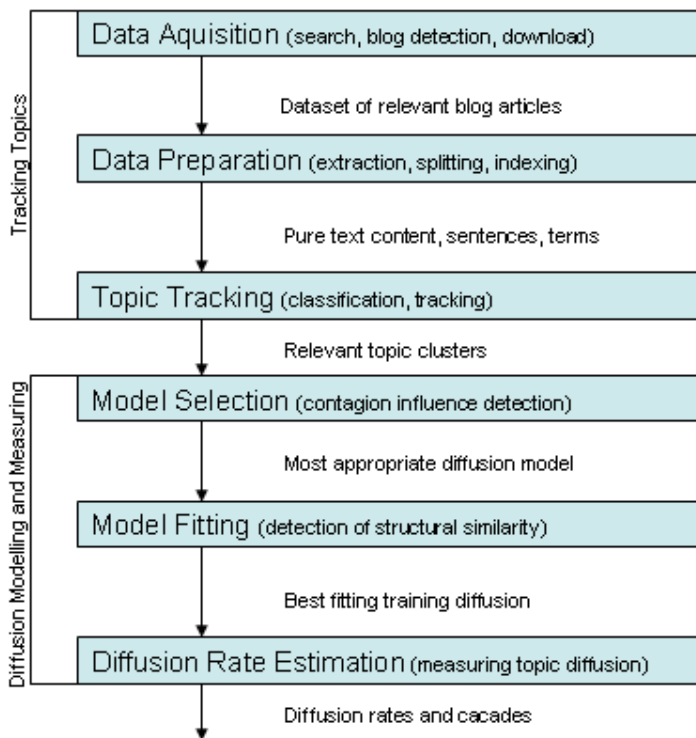 Data Aquisition (search, blog detection, download)
Dataset of relevant blog articles
Data Preparation (extraction, splitting, indexing)
Pure text content, sentences, terms
Topic Tracking (classification, tracking)
Tracking Topics
Relevant topic clusters
Model Selection (contagion influence detection)
Most appropriate diffusion model
Model Fitting (detection of structural similarity)
Best fitting training diffusion
Diffusion Rate Estimation (measuring topic diffusion)
Diffusion Modelling and Measuring
Diffusion rates and cacades